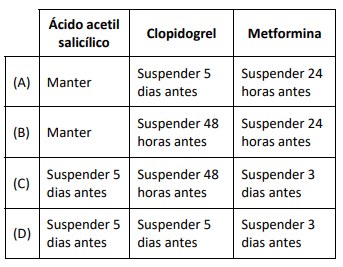 Ácido acetil
salicílico
Clopidogrel
Metformina
(A)
Manter
Suspender 5
dias antes
Suspender 24
horas antes
(B)
Manter
Suspender 48
horas antes
Suspender 24
horas antes
(C)
Suspender 5
dias antes
Suspender 48
horas antes
Suspender 3
dias antes
(D)
Suspender 5
dias antes
Suspender 5
dias antes
Suspender 3
dias antes